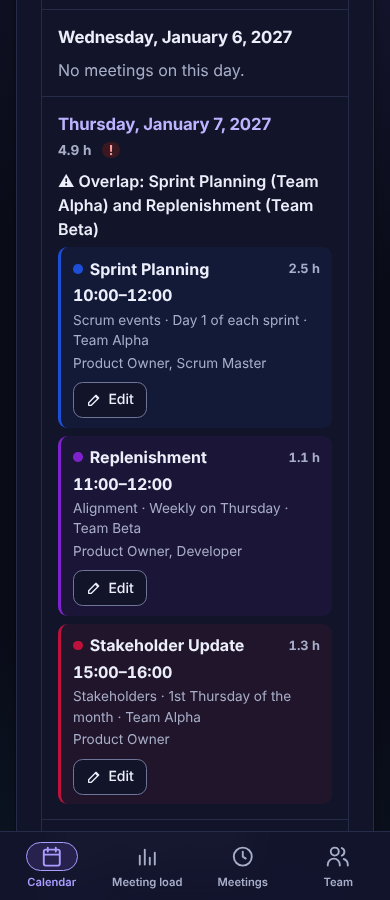 Wednesday, January 6, 2027
No meetings on this day.
Thursday, January 7, 2027
4.9 h !
⚠ Overlap: Sprint Planning (Team
Alpha) and Replenishment (Team
Beta)
Sprint Planning 2.5 h
10:00–12:00
Scrum events · Day 1 of each sprint ·
Team Alpha
Product Owner, Scrum Master
Edit
Replenishment 1.1 h
11:00–12:00
Alignment · Weekly on Thursday ·
Team Beta
Product Owner, Developer
Edit
Stakeholder Update 1.3 h
15:00–16:00
Stakeholders · 1st Thursday of the
month · Team Alpha
Product Owner
Edit
Calendar Meeting load Meetings Team